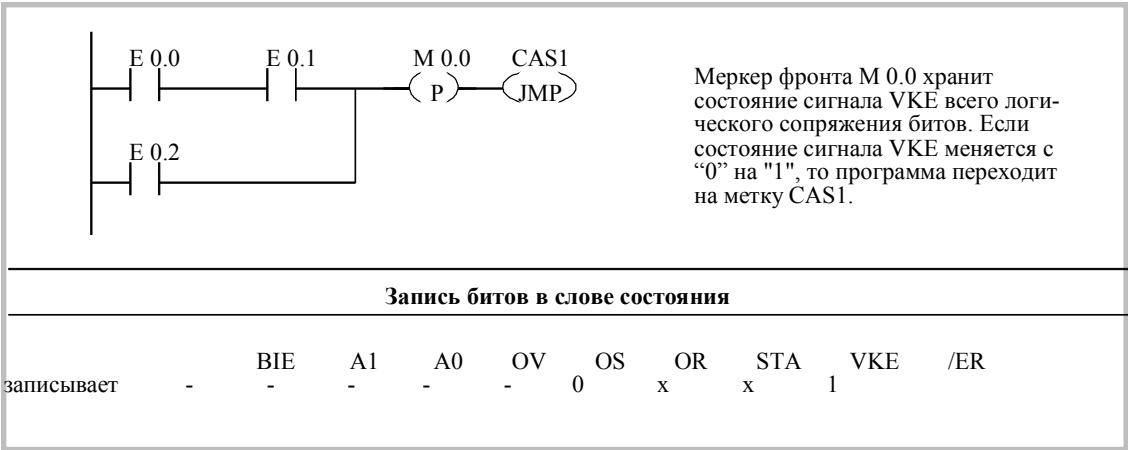 E 0.0 E 0.1 M 0.0 CAS1
P JMP
E 0.2
Меркер фронта М 0.0 хранит
состояние сигнала VKE всего логи-
ческого сопряжения битов. Если
состояние сигнала VKE меняется с
“0” на "1", то программа переходит
на метку CAS1.
Запись битов в слове состояния
BIE A1 A0 OV OS OR STA VKE /ER
записывает - - - - - 0 x x 1